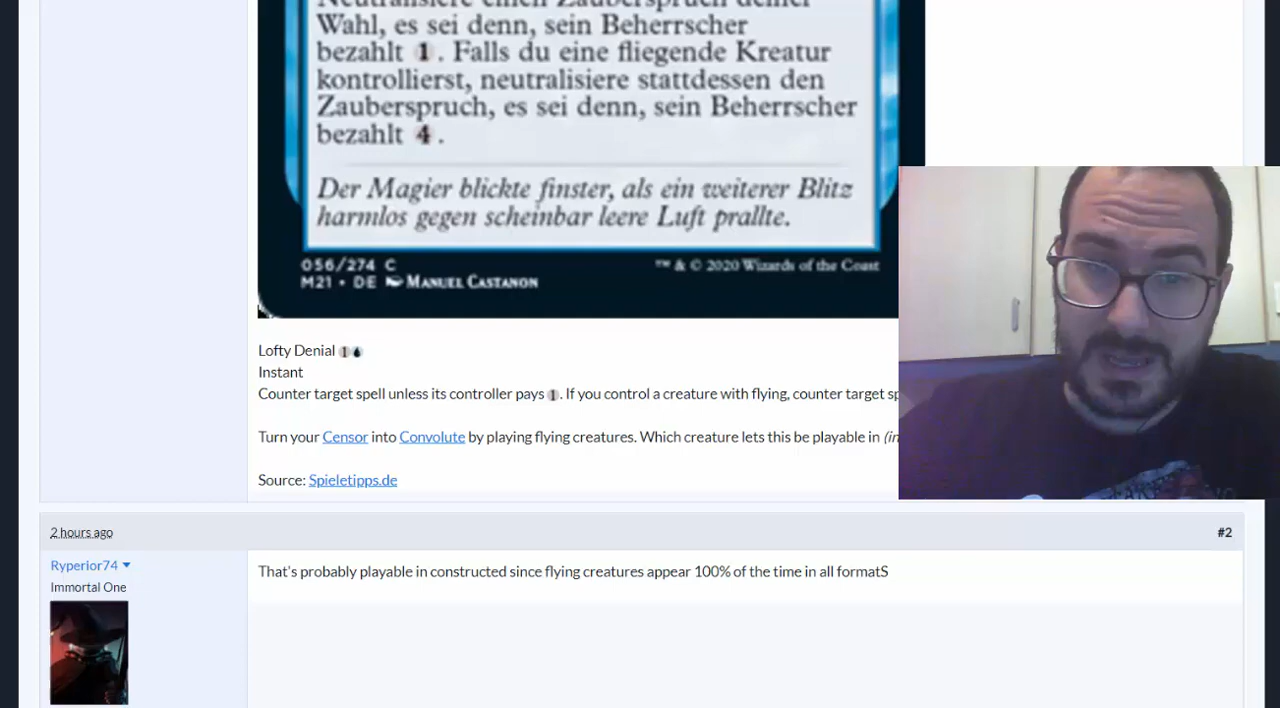 Neutralisiere einen Zauberspruch deiner
Wahl, es sei denn, sein Beherrscher
bezahlt 1. Falls du eine fliegende Kreatur
kontrollierst, neutralisiere stattdessen den
Zauberspruch, es sei denn, sein Beherrscher
bezahlt 4.
Der Magier blickte finster, als ein weiterer Blitz
harmlos gegen scheinbar leere Luft prallte.
056/274 C
M21 • DE MANUEL CASTANON
™ & © 2020 Wizards of the Coast
Lofty Denial 1
Instant
Counter target spell unless its controller pays 1. If you control a creature with flying, counter target sp
Turn your Censor into Convolute by playing flying creatures. Which creature lets this be playable in (in
Source: Spieletipps.de
2 hours ago
#2
Ryperior74
Immortal One
That's probably playable in constructed since flying creatures appear 100% of the time in all formatS